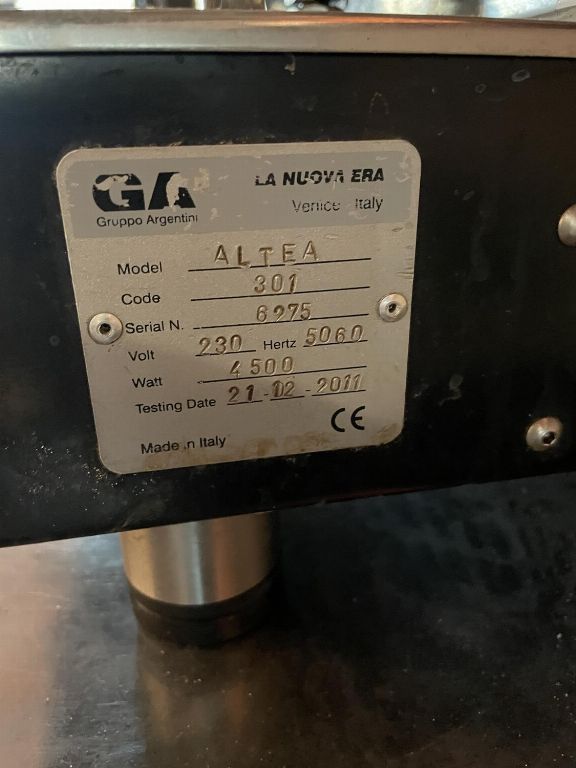 GA
Gruppo Argentini
LA NUOVA ERA
Venice - Italy
Model ALTEA
Code 301
Serial N. 6275
Volt 230 Hertz 5060
Watt 4500
Testing Date 21-12-2011
CE
Made in Italy